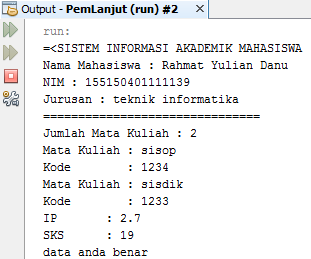 Output - PemLanjut (run) #2
run:
=<SISTEM INFORMASI AKADEMIK MAHASISWA
Nama Mahasiswa : Rahmat Yulian Danu
NIM : 155150401111139
Jurusan : teknik informatika
===============================
Jumlah Mata Kuliah : 2
Mata Kuliah : sisop
Kode : 1234
Mata Kuliah : sisdik
Kode : 1233
IP : 2.7
SKS : 19
data anda benar